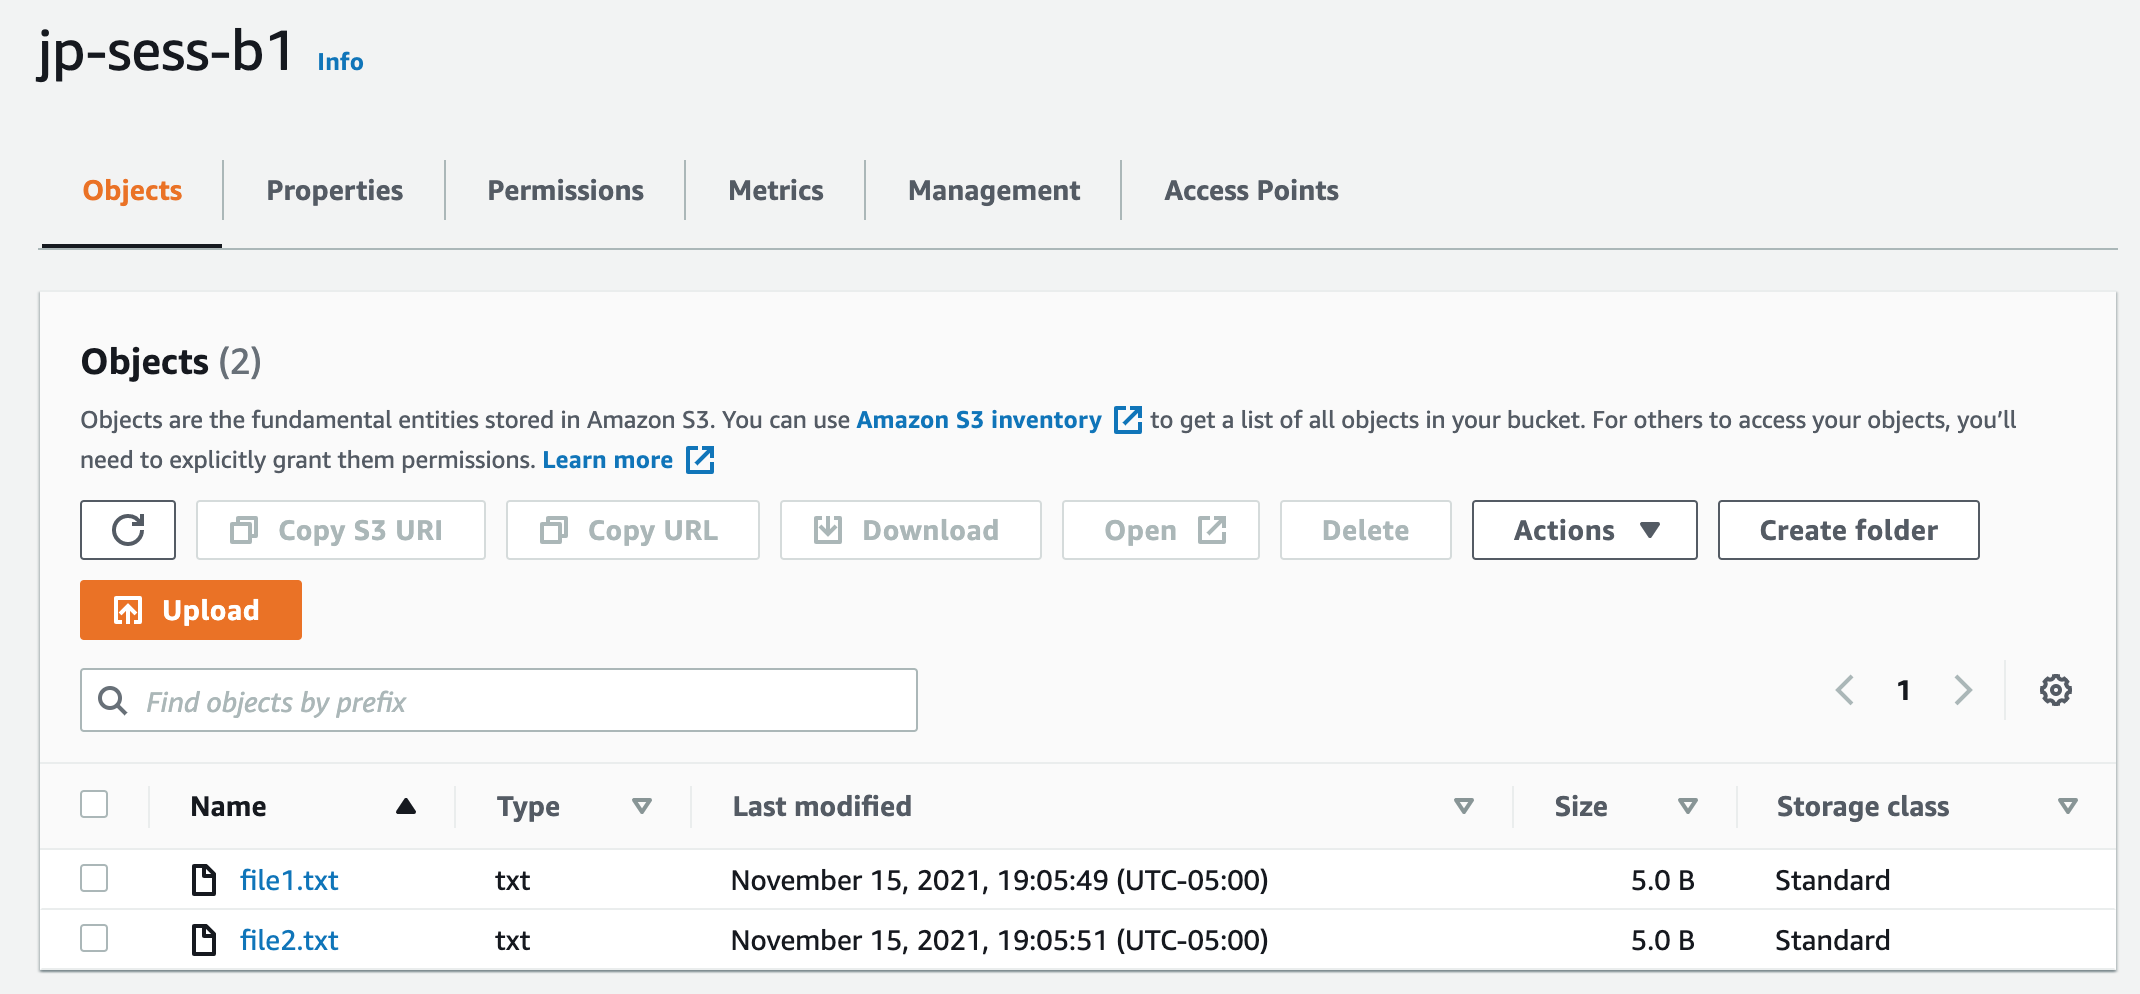 jp-sess-b1 Info
Objects Properties Permissions Metrics Management Access Points
Objects (2)
Objects are the fundamental entities stored in Amazon S3. You can use Amazon S3 inventory to get a list of all objects in your bucket. For others to access your objects, you’ll
need to explicitly grant them permissions. Learn more
Copy S3 URI Copy URL Download Open Delete Actions Create folder
Upload
Find objects by prefix 1
Name Type Last modified Size Storage class
file1.txt txt November 15, 2021, 19:05:49 (UTC-05:00) 5.0 B Standard
file2.txt txt November 15, 2021, 19:05:51 (UTC-05:00) 5.0 B Standard